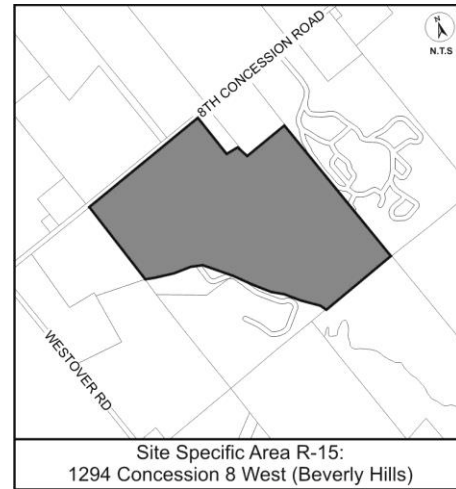 N
N.T.S
8TH CONCESSION ROAD
WESTOVER RD
Site Specific Area R-15:
1294 Concession 8 West (Beverly Hills)